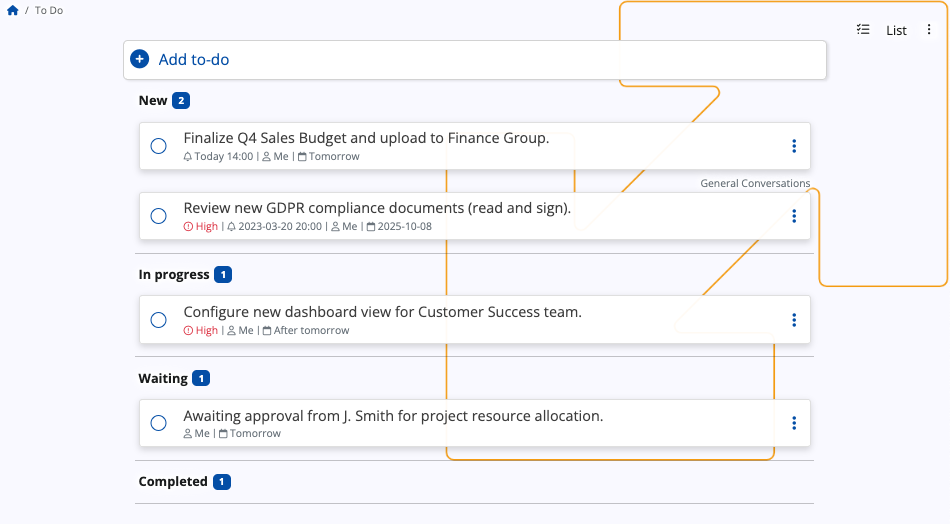 / To Do
List
Add to-do
New 2
Finalize Q4 Sales Budget and upload to Finance Group.
Today 14:00 | Me | Tomorrow
General Conversations
Review new GDPR compliance documents (read and sign).
High | 2023-03-20 20:00 | Me | 2025-10-08
In progress 1
Configure new dashboard view for Customer Success team.
High | Me | After tomorrow
Waiting 1
Awaiting approval from J. Smith for project resource allocation.
Me | Tomorrow
Completed 1